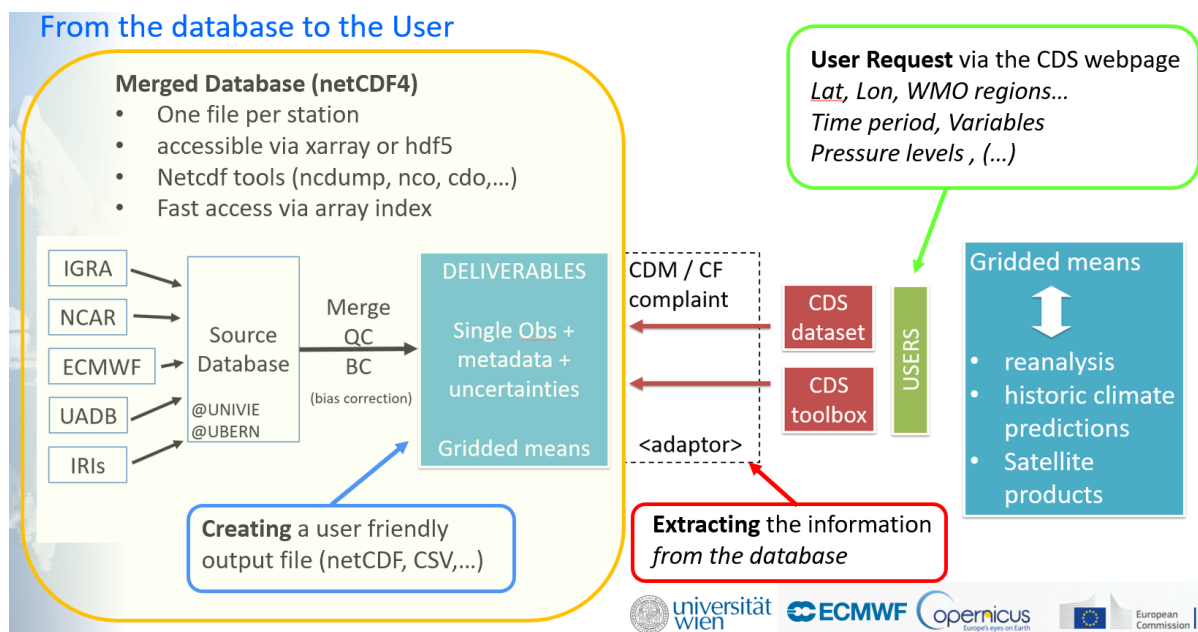 From the database to the User
Merged Database (netCDF4)
• One file per station
• accessible via xarray or hdf5
• Netcdf tools (ncdump, nco, cdo,...)
• Fast access via array index
User Request via the CDS webpage
Lat, Lon, WMO regions...
Time period, Variables
Pressure levels , (...)
IGRA
NCAR
ECMWF
UADB
IRIs
Source
Database
@UNIVIE
@UBERN
Merge
QC
BC
(bias correction)
DELIVERABLES
Single Obs +
metadata +
uncertainties
Gridded means
CDM / CF
complaint
<adaptor>
CDS
dataset
CDS
toolbox
USERS
Gridded means
• reanalysis
• historic climate
predictions
• Satellite
products
Creating a user friendly
output file (netCDF, CSV,...)
Extracting the information
from the database
universität
wien
ECMWF
opernicus
Europe's eyes on Earth
European
Commission